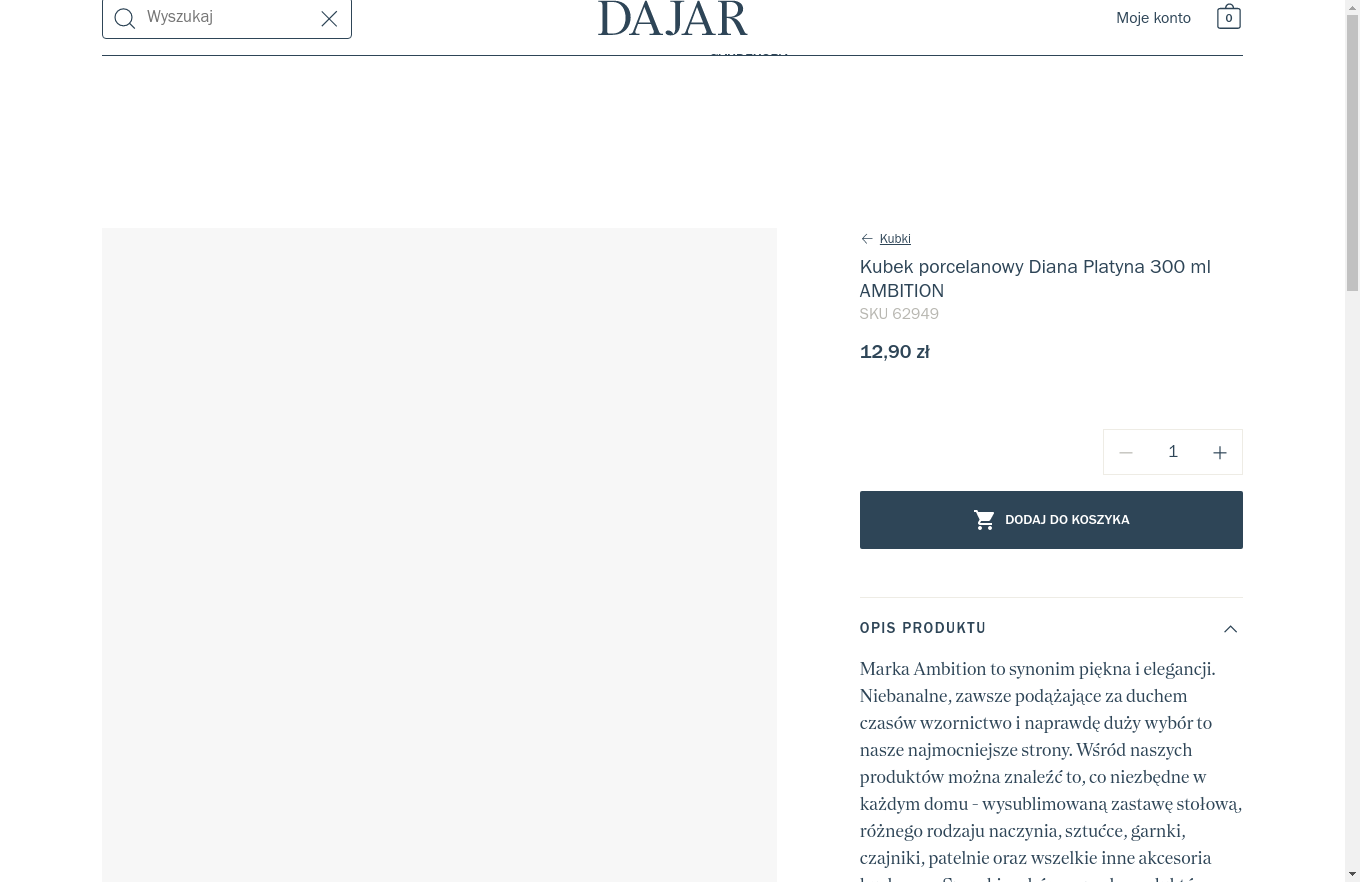 Wyszukaj
DAJAR
Moje konto
0
Kubki
Kubek porcelanowy Diana Platyna 300 ml
AMBITION
SKU 62949
12,90 zł
1
DODAJ DO KOSZYKA
OPIS PRODUKTU
Marka Ambition to synonim piękna i elegancji.
Niebanalne, zawsze podążające za duchem
czasów wzornictwo i naprawdę duży wybór to
nasze najmocniejsze strony. Wśród naszych
produktów można znaleźć to, co niezbędne w
każdym domu - wysublimowaną zastawę stołową,
różnego rodzaju naczynia, sztućce, garnki,
czajniki, patelnie oraz wszelkie inne akcesoria